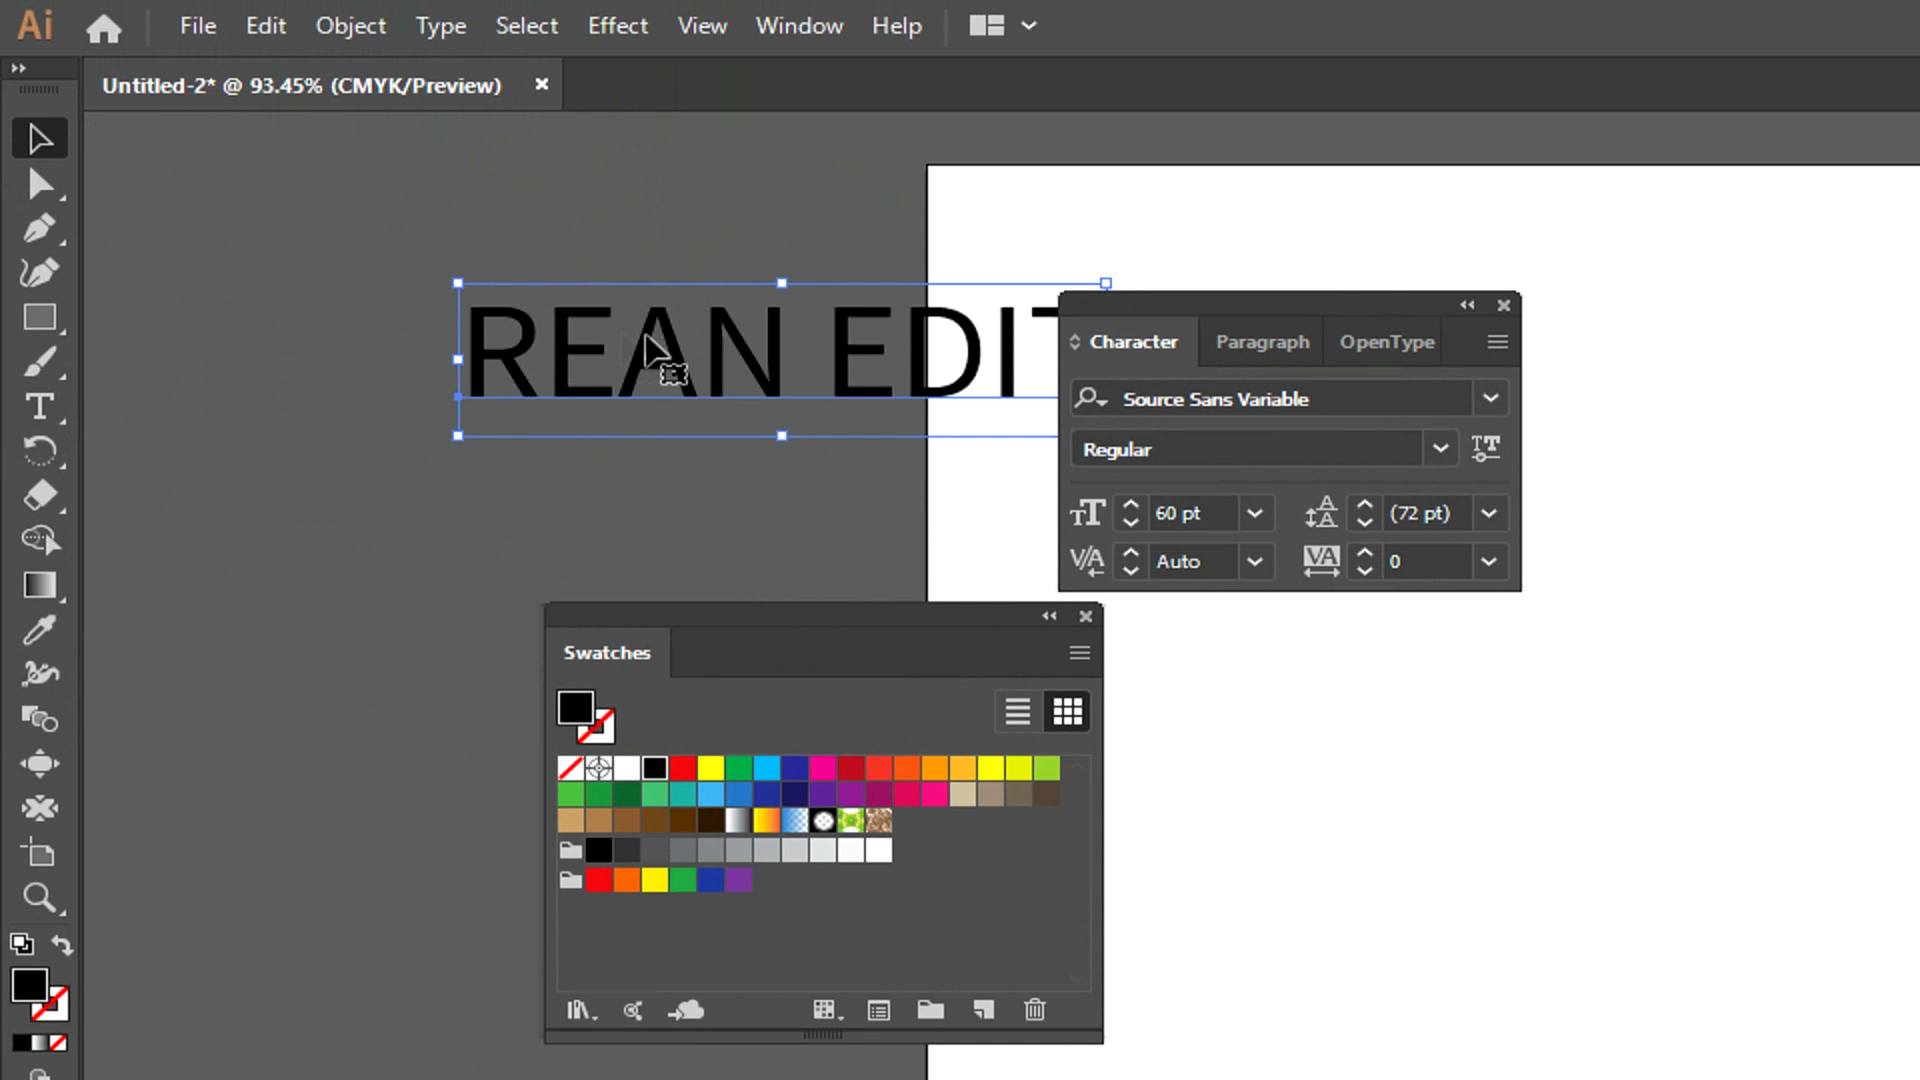 Ai File Edit Object Type Select Effect View Window Help
Untitled-2* @ 93.45% (CMYK/Preview)
REAN EDIT
Character Paragraph OpenType
Source Sans Variable
Regular
60 pt (72 pt)
Auto 0
Swatches